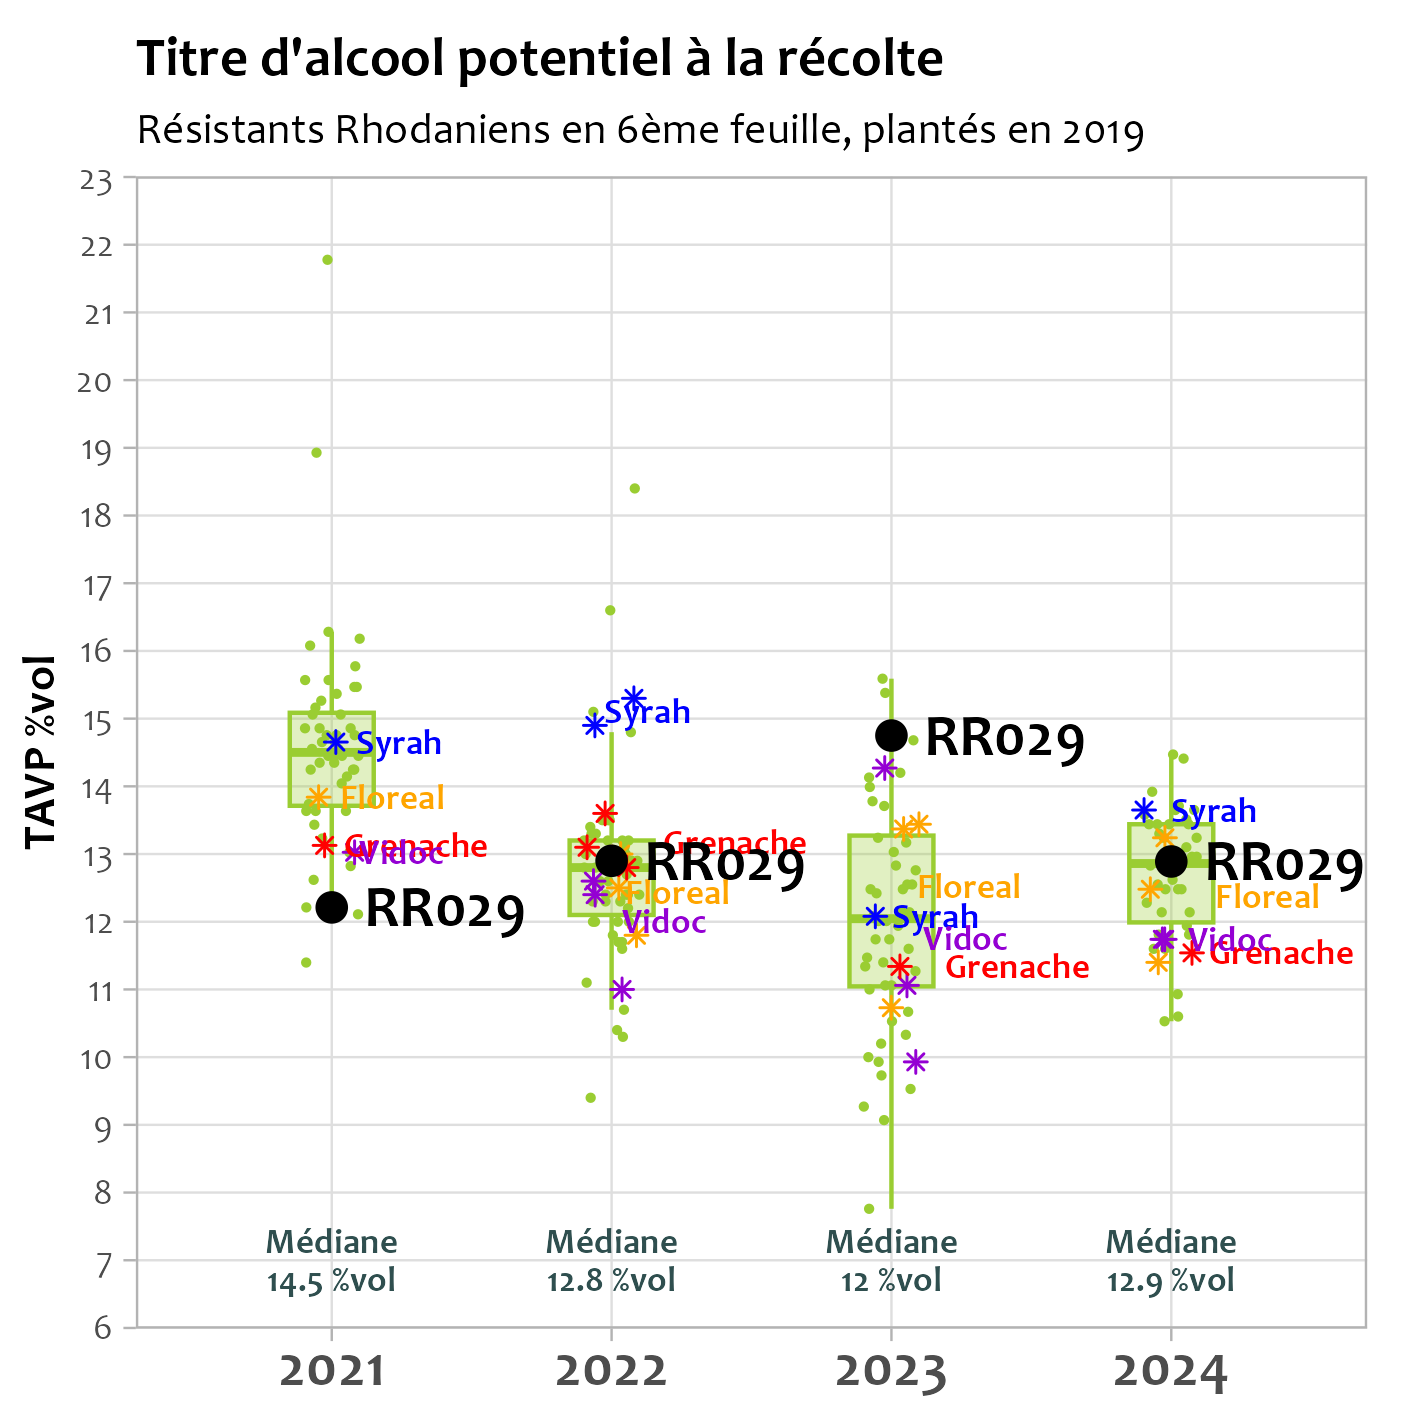 Titre d'alcool potentiel à la récolte
Résistants Rhodaniens en 6ème feuille, plantés en 2019
TAVP %vol
23
22
21
20
19
18
17
16
15
14
13
12
11
10
9
8
7
6
Syrah
Floreal
Grenache
Vidoc
RR029
Syrah
Grenache
RR029
Floreal
Vidoc
RR029
Floreal
Syrah
Vidoc
Grenache
Syrah
RR029
Floreal
Vidoc
Grenache
Médiane
14.5 %vol
Médiane
12.8 %vol
Médiane
12 %vol
Médiane
12.9 %vol
2021
2022
2023
2024